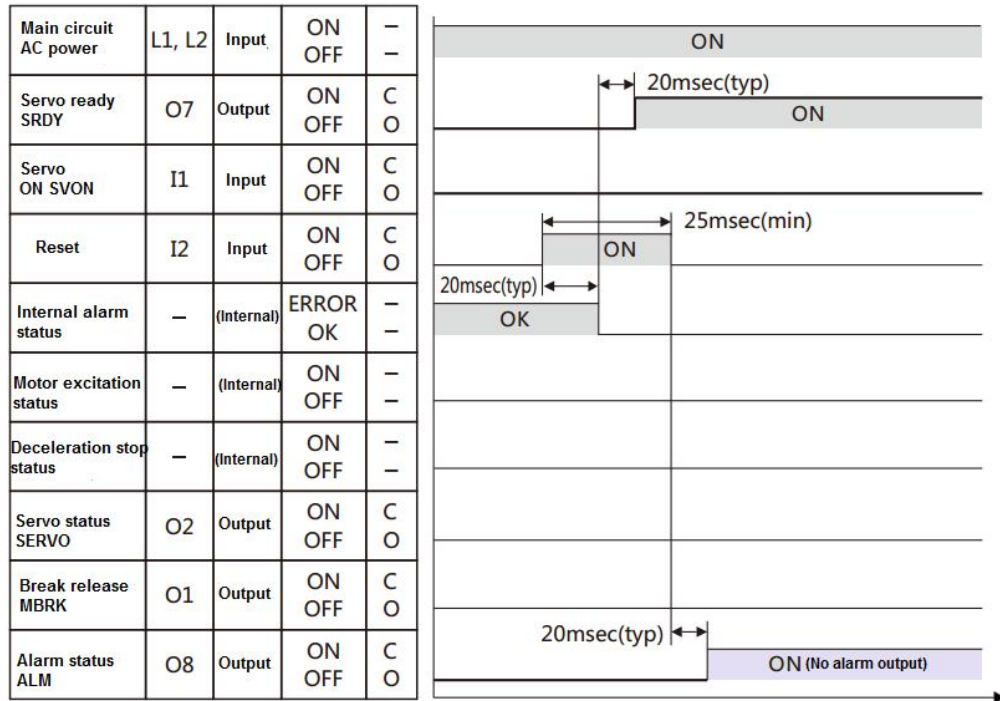 Main circuit
AC power
L1, L2
Input
ON
OFF
–
–
ON
Servo ready
SRDY
O7
Output
ON
OFF
C
O
20msec(typ)
ON
Servo
ON SVON
I1
Input
ON
OFF
C
O
Reset
I2
Input
ON
OFF
C
O
25msec(min)
ON
20msec(typ)
Internal alarm
status
–
(Internal)
ERROR
OK
–
–
OK
Motor excitation
status
–
(Internal)
ON
OFF
–
–
Deceleration stop
status
–
(Internal)
ON
OFF
–
–
Servo status
SERVO
O2
Output
ON
OFF
C
O
Break release
MBRK
O1
Output
ON
OFF
C
O
Alarm status
ALM
O8
Output
ON
OFF
C
O
20msec(typ)
ON (No alarm output)